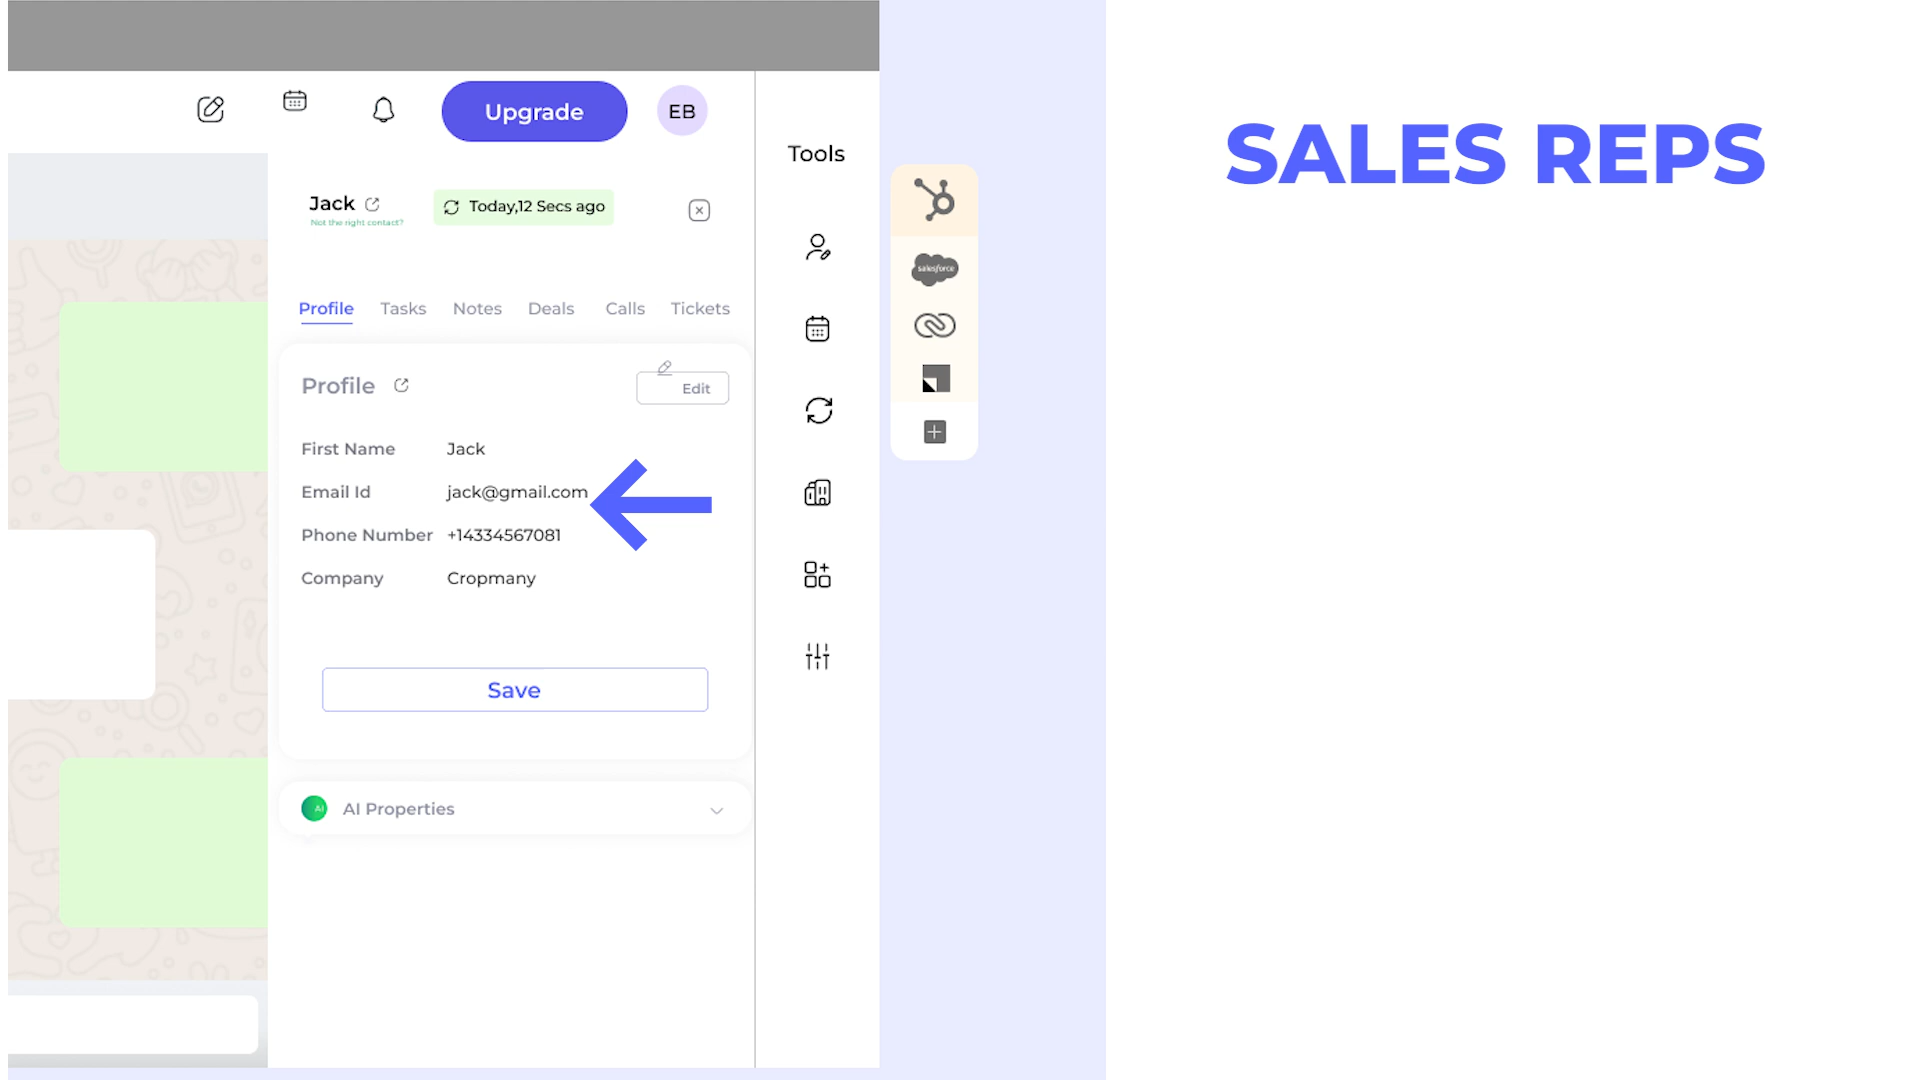 Upgrade
EB
SALES REPS
Tools
Jack
Today,12 Secs ago
Not the right contact?
salesforce
Profile Tasks Notes Deals Calls Tickets
Profile
Edit
First Name Jack
Email Id jack@gmail.com
Phone Number +14334567081
Company Cropmany
Save
AI AI Properties